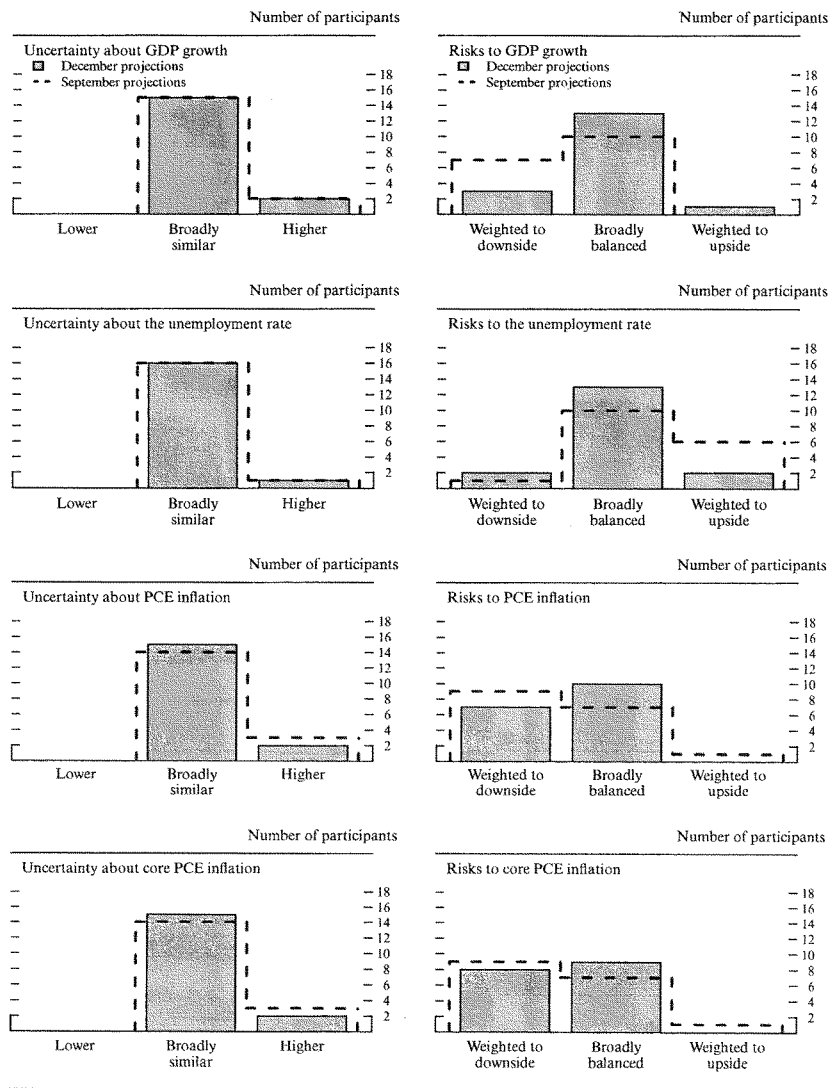 Number of participants
Uncertainty about GDP growth
December projections
September projections
18
16
14
12
10
8
6
4
2
Lower
Broadly
similar
Higher
Number of participants
Risks to GDP growth
December projections
September projections
18
16
14
12
10
8
6
4
2
Weighted to
downside
Broadly
balanced
Weighted to
upside
Number of participants
Uncertainty about the unemployment rate
18
16
14
12
10
8
6
4
2
Lower
Broadly
similar
Higher
Number of participants
Risks to the unemployment rate
18
16
14
12
10
8
6
4
2
Weighted to
downside
Broadly
balanced
Weighted to
upside
Number of participants
Uncertainty about PCE inflation
18
16
14
12
10
8
6
4
2
Lower
Broadly
similar
Higher
Number of participants
Risks to PCE inflation
18
16
14
12
10
8
6
4
2
Weighted to
downside
Broadly
balanced
Weighted to
upside
Number of participants
Uncertainty about core PCE inflation
18
16
14
12
10
8
6
4
2
Lower
Broadly
similar
Higher
Number of participants
Risks to core PCE inflation
18
16
14
12
10
8
6
4
2
Weighted to
downside
Broadly
balanced
Weighted to
upside